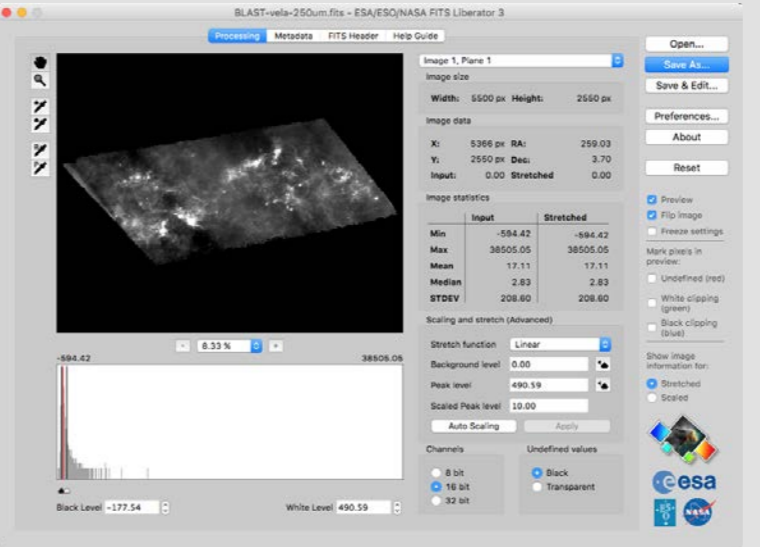 BLAST-vela-250um.fits - ESA/ESO/NASA FITS Liberator 3
Processing Metadata FITS Header Help Guide
Image 1, Plane 1
Image size
Width: 5500 px Height: 2550 px
Image data
X: 5366 px RA: 259.03
Y: 2550 px Dec: 3.70
Input: 0.00 Stretched 0.00
Image statistics
Input Stretched
Min -594.42 -594.42
Max 38505.05 38505.05
Mean 17.11 17.11
Median 2.83 2.83
STDEV 208.60 208.60
Scaling and stretch (Advanced)
Stretch function Linear
Background level 0.00
Peak level 490.59
Scaled Peak level 10.00
Auto Scaling Apply
Channels
8 bit
16 bit
32 bit
Undefined values
Black
Transparent
8.33 %
-594.42 38505.05
Black Level -177.54 White Level 490.59
Open...
Save As...
Save & Edit...
Preferences...
About
Reset
Preview
Flip image
Freeze settings
Mark pixels in
preview:
Undefined (red)
White clipping
(green)
Black clipping
(blue)
Show image
information for:
Stretched
Scaled
esa
ES
O
NASA